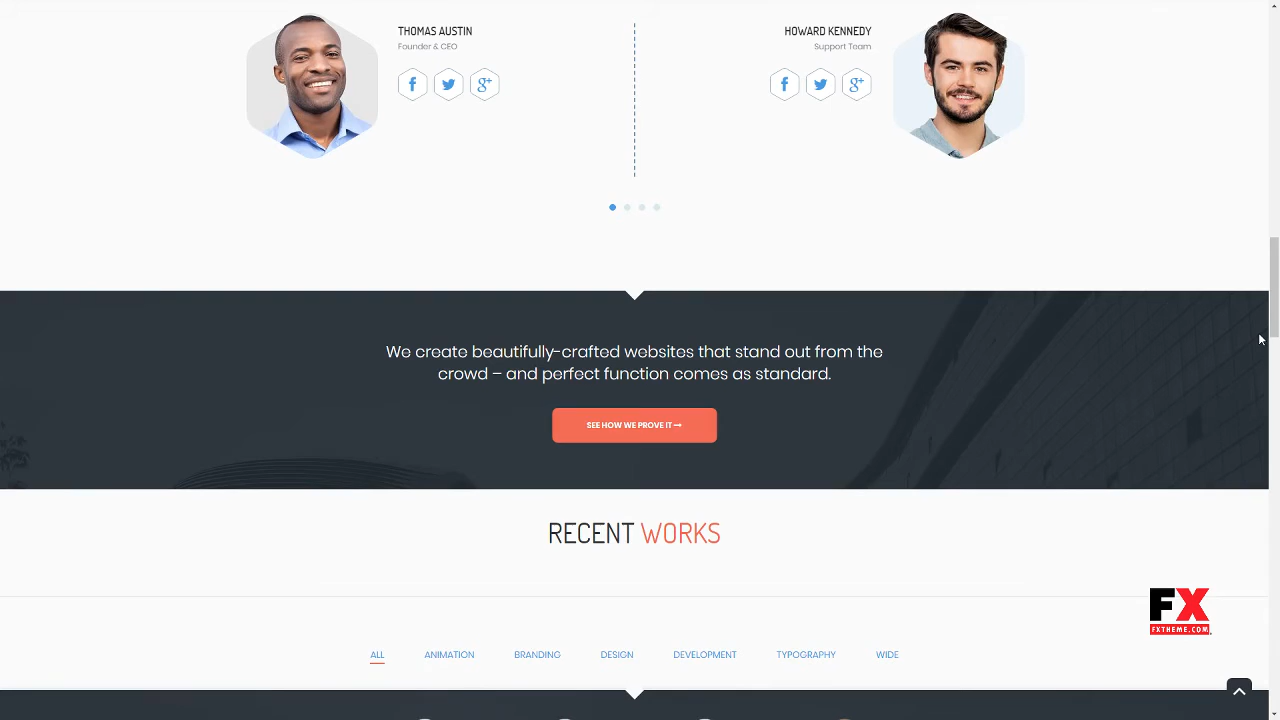 THOMAS AUSTIN
Founder & CEO
HOWARD KENNEDY
Support Team
We create beautifully-crafted websites that stand out from the
crowd – and perfect function comes as standard.
SEE HOW WE PROVE IT
RECENT WORKS
FX
FXTHEME.COM
ALL ANIMATION BRANDING DESIGN DEVELOPMENT TYPOGRAPHY WIDE